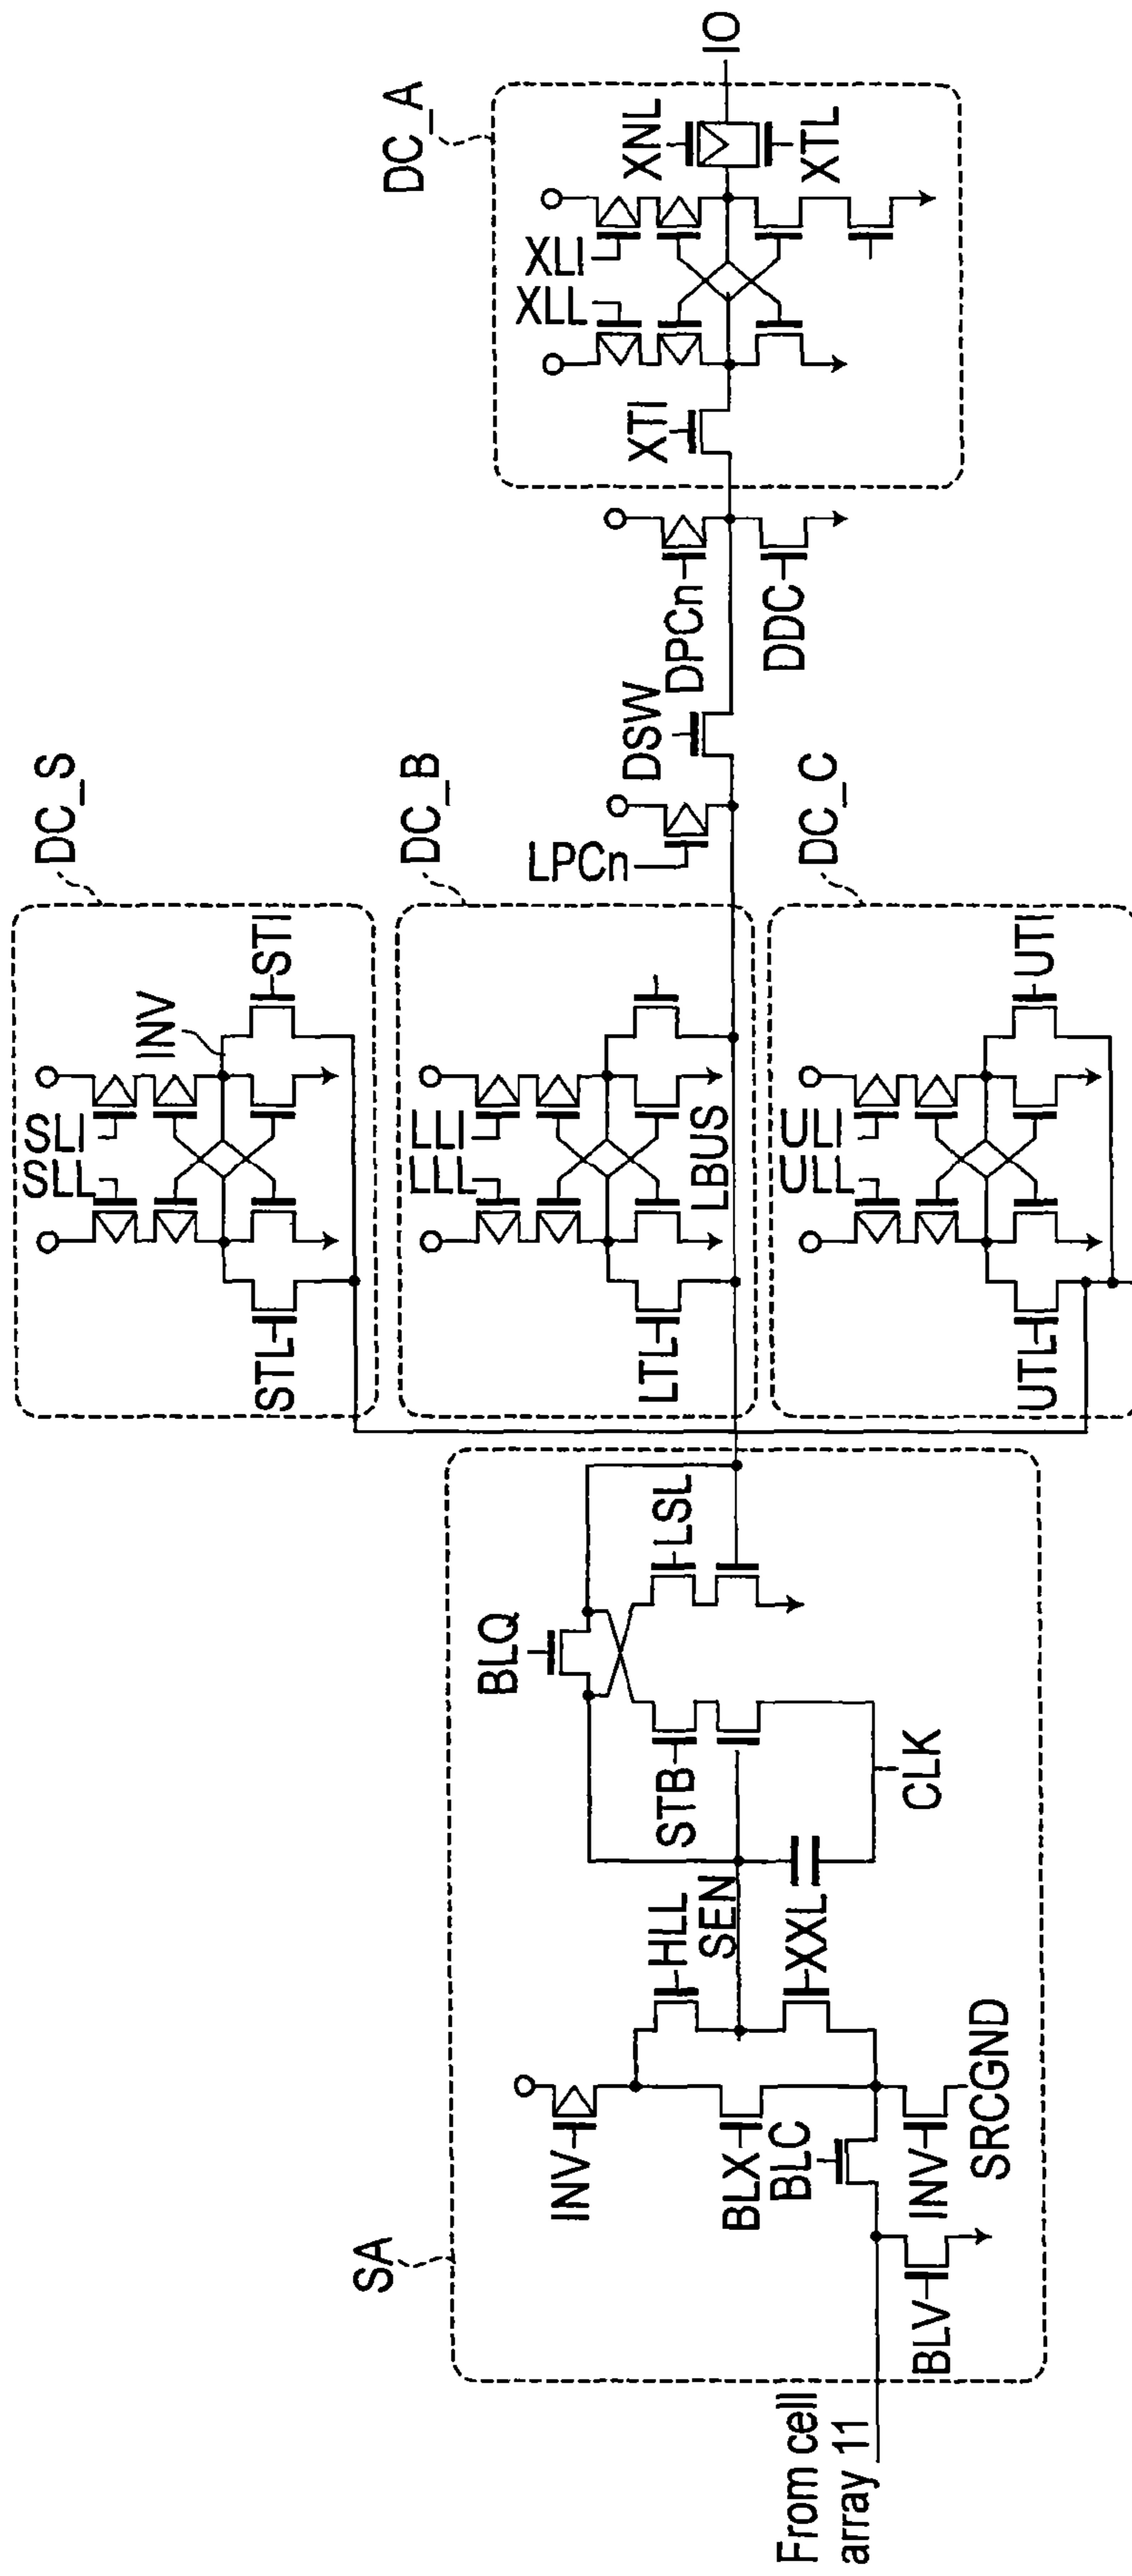 DC_S
SLL
SLI
INV
STL
STI
DC_B
LLL
LLI
LTL
LBUS
DC_C
ULL
ULI
UTL
UTI
LPCn
DSW
DPCn
DDC
DC_A
XLL
XLI
XTI
XNL
XTL
IO
SA
INV
HLL
BLQ
STB
LSL
BLX
SEN
BLC
XXL
CLK
BLV
INV
SRCGND
From cell
array 11